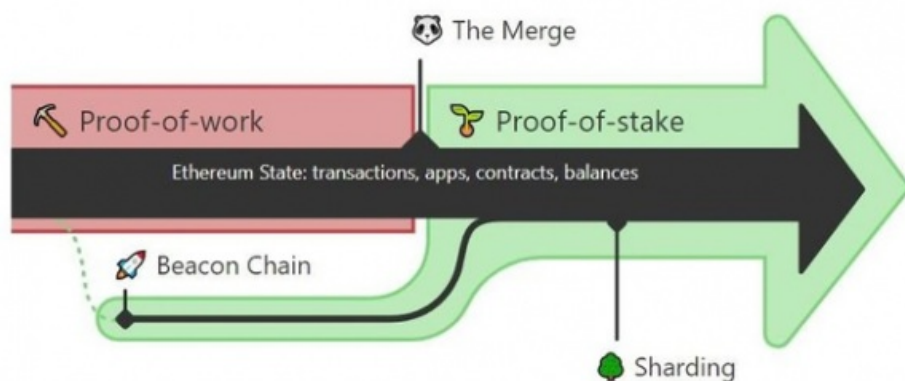 The Merge
Proof-of-work
Proof-of-stake
Ethereum State: transactions, apps, contracts, balances
Beacon Chain
Sharding